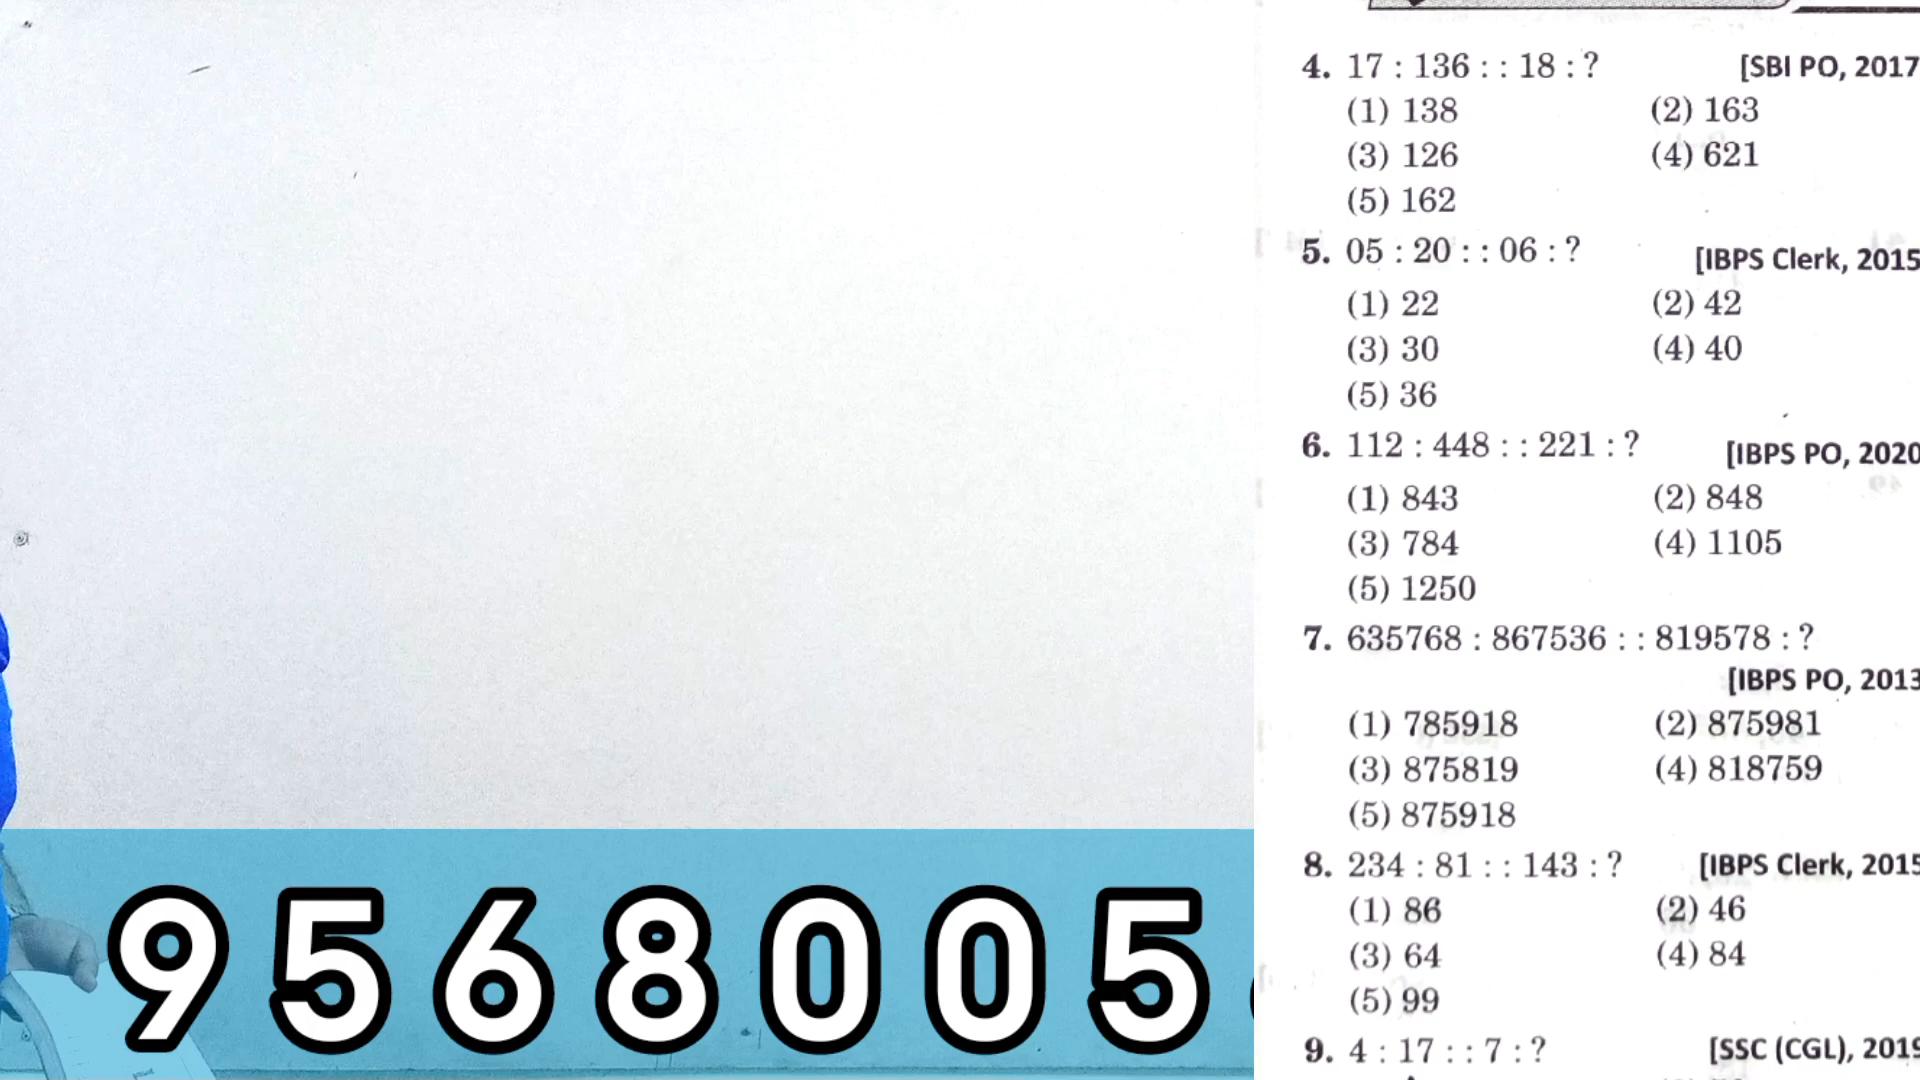 4. 17 : 136 : : 18 : ? [SBI PO, 2017
(1) 138 (2) 163
(3) 126 (4) 621
(5) 162
5. 05 : 20 : : 06 : ? [IBPS Clerk, 2015
(1) 22 (2) 42
(3) 30 (4) 40
(5) 36
6. 112 : 448 : : 221 : ? [IBPS PO, 2020
(1) 843 (2) 848
(3) 784 (4) 1105
(5) 1250
7. 635768 : 867536 : : 819578 : ?
[IBPS PO, 2013
(1) 785918 (2) 875981
(3) 875819 (4) 818759
(5) 875918
8. 234 : 81 : : 143 : ? [IBPS Clerk, 2015
(1) 86 (2) 46
(3) 64 (4) 84
(5) 99
9. 4 : 17 : : 7 : ? [SSC (CGL), 2019
9568005